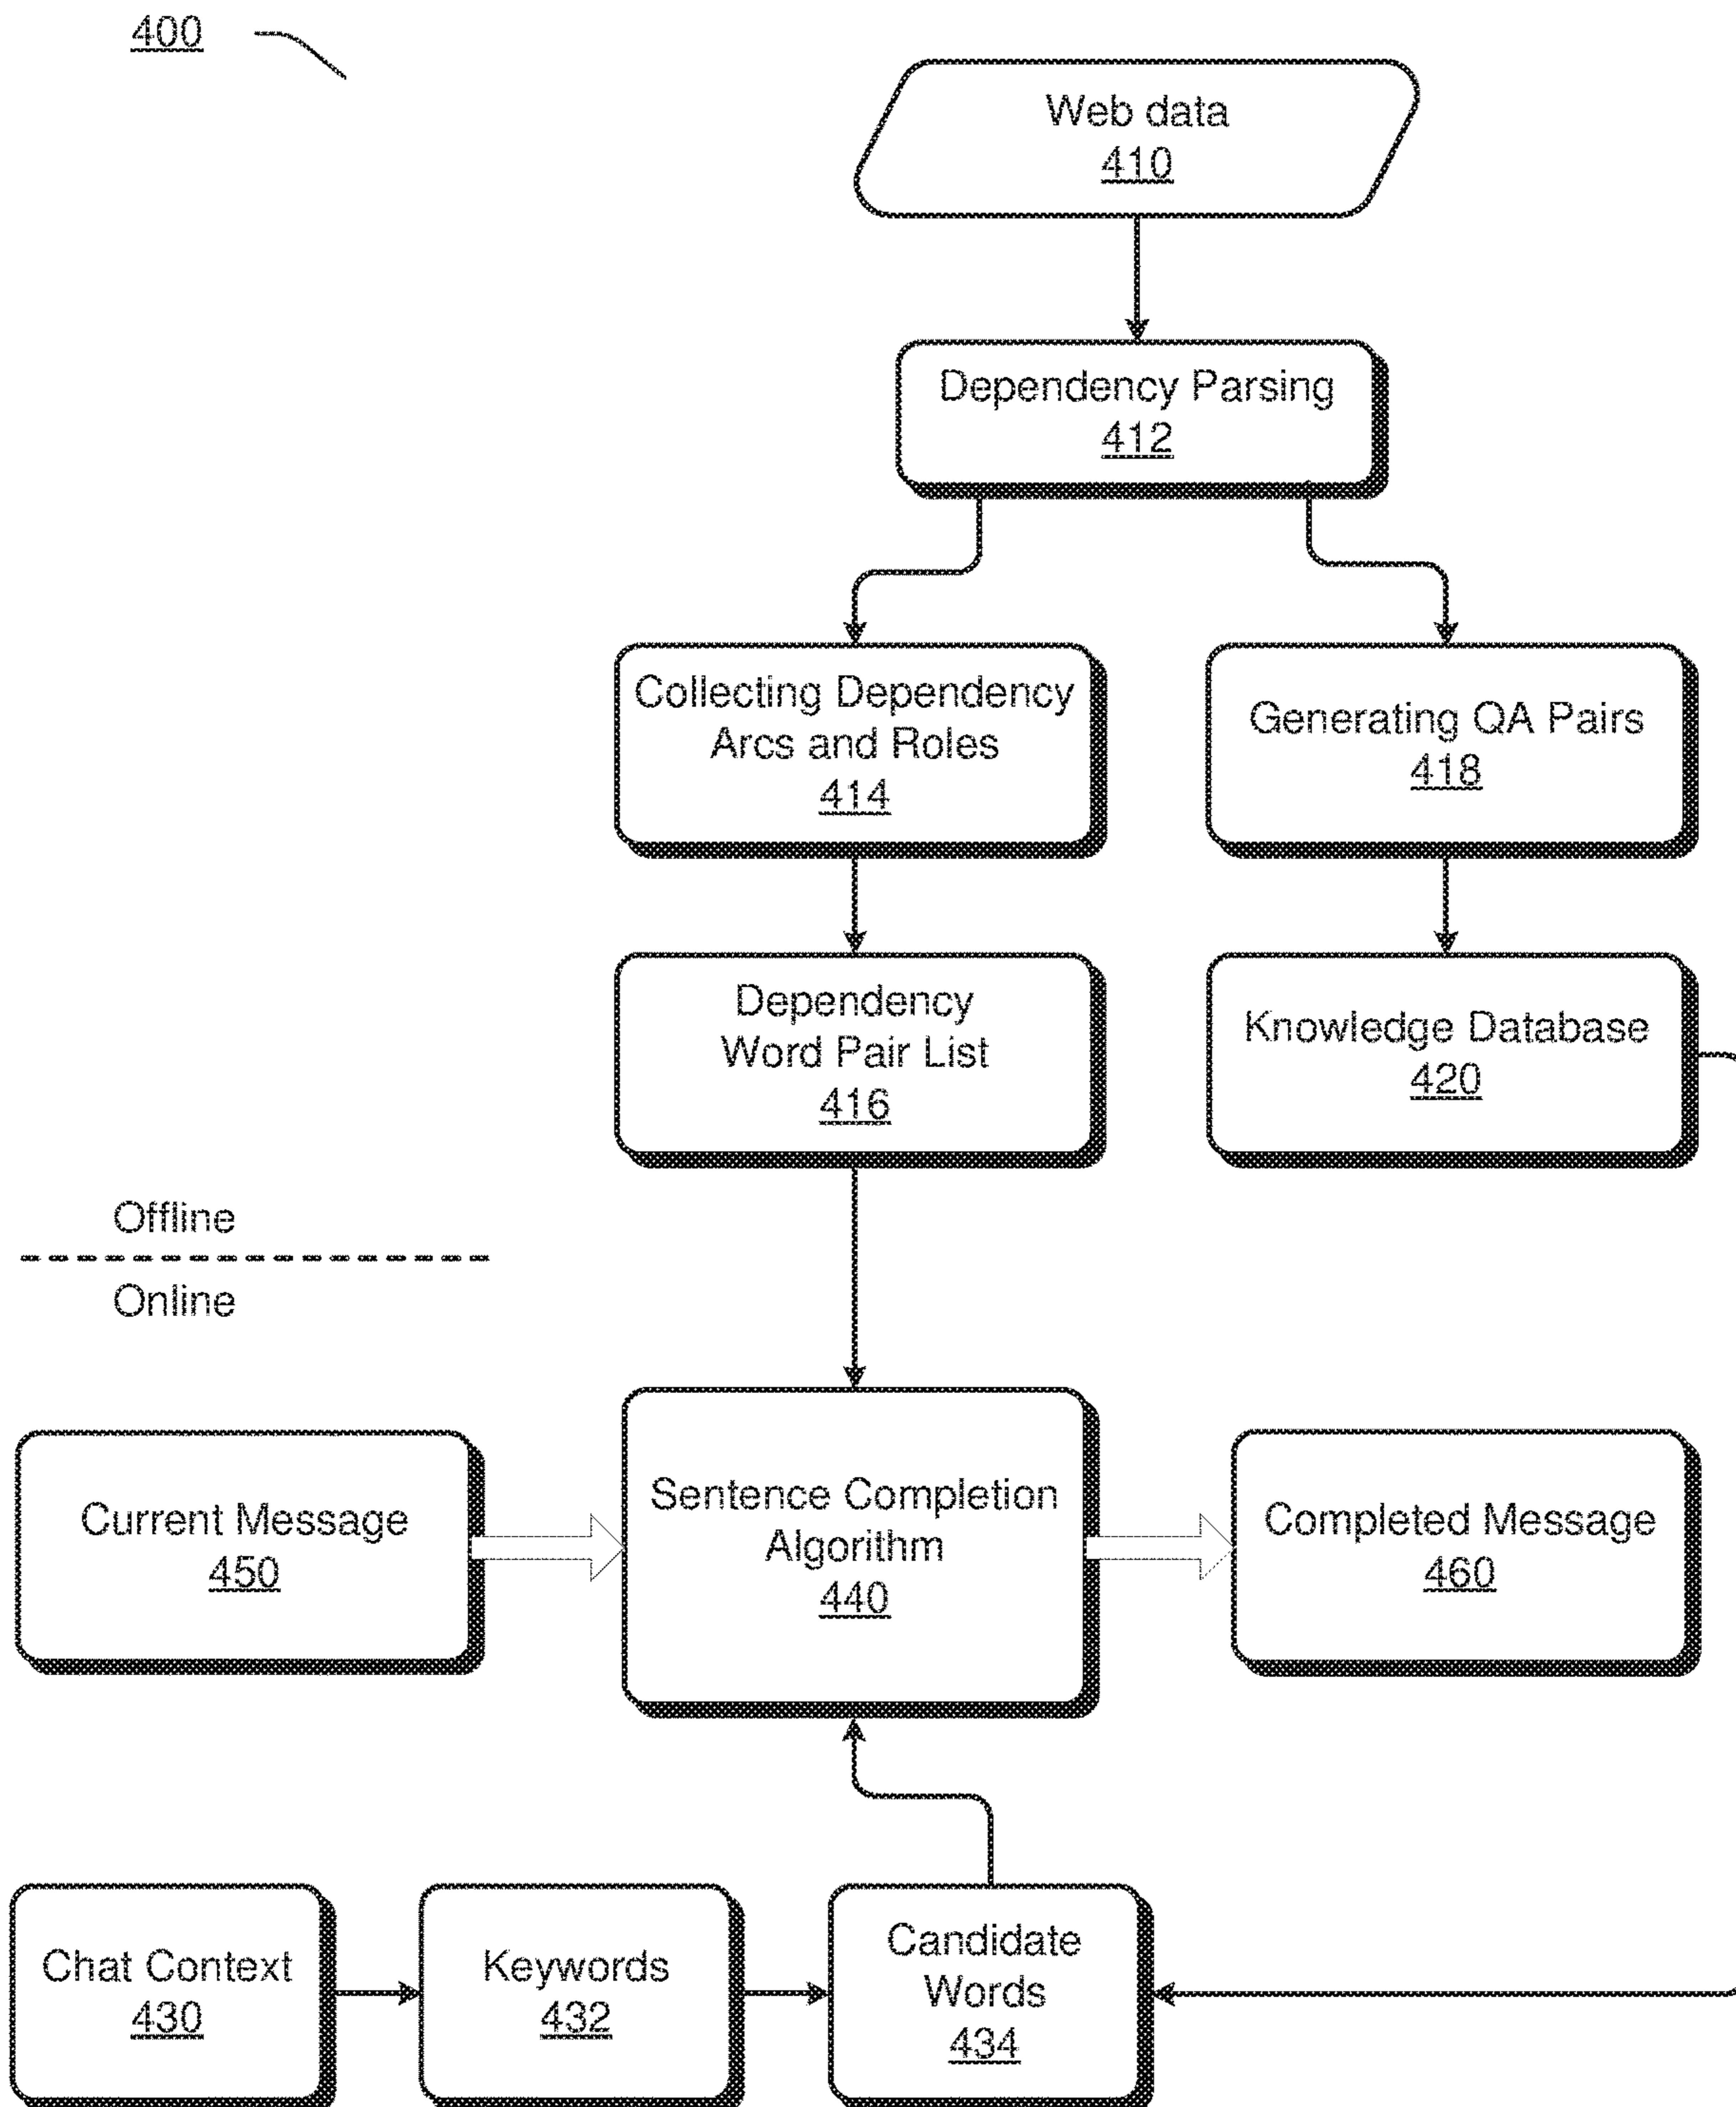 400
Web data
410
Dependency Parsing
412
Collecting Dependency
Arcs and Roles
414
Generating QA Pairs
418
Dependency
Word Pair List
416
Knowledge Database
420
Offline
Online
Current Message
450
Sentence Completion
Algorithm
440
Completed Message
460
Chat Context
430
Keywords
432
Candidate
Words
434